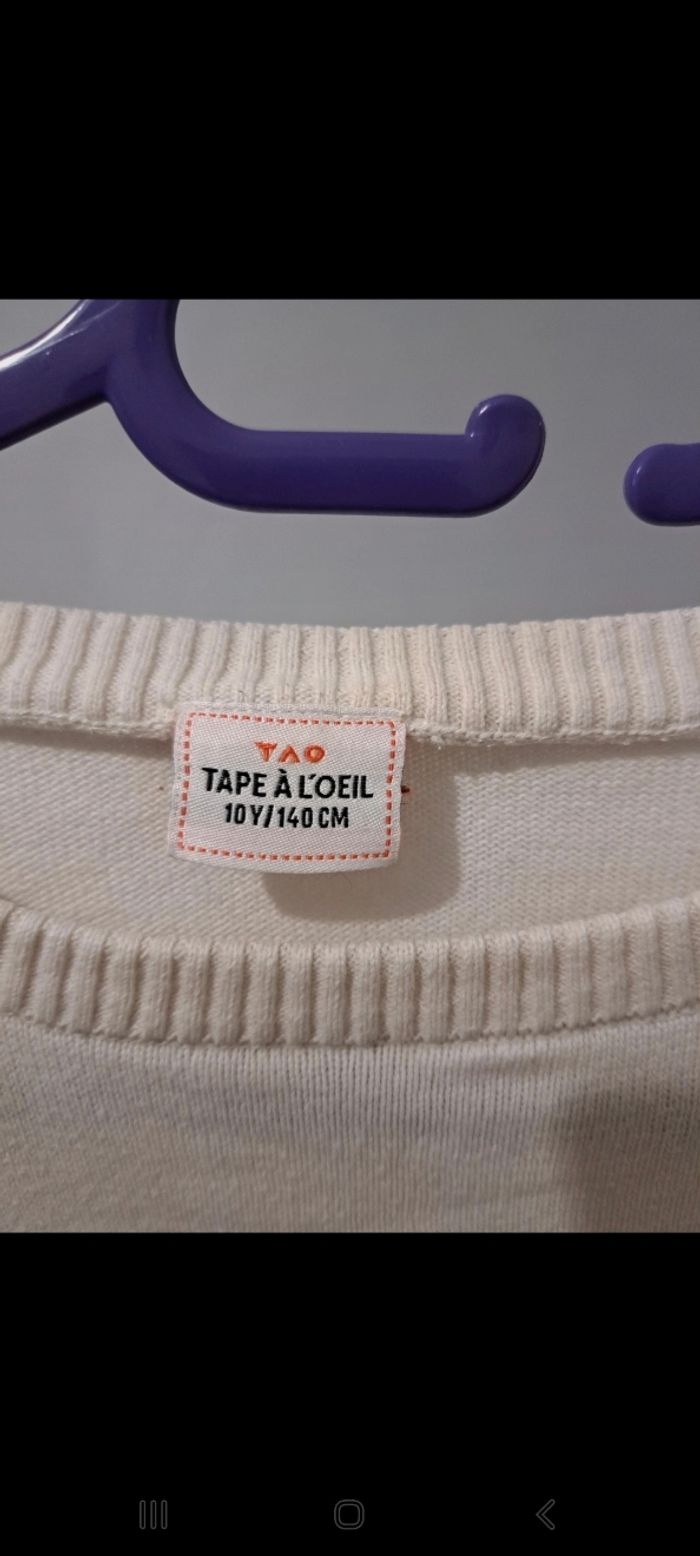 TAO
TAPE À L'OEIL
10Y/140CM